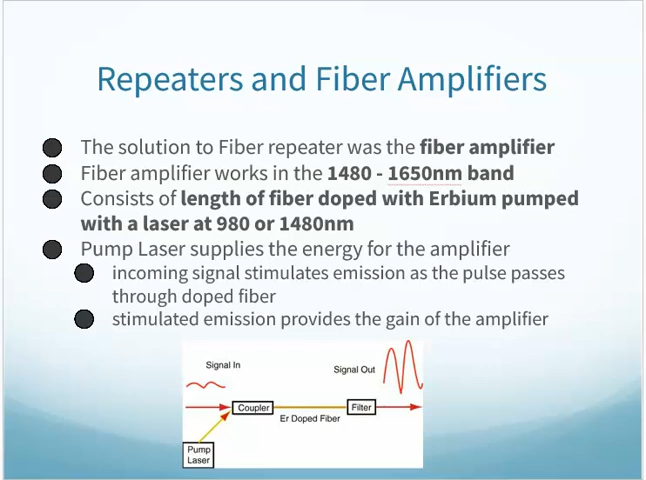 Repeaters and Fiber Amplifiers
The solution to Fiber repeater was the fiber amplifier
Fiber amplifier works in the 1480 - 1650nm band
Consists of length of fiber doped with Erbium pumped
with a laser at 980 or 1480nm
Pump Laser supplies the energy for the amplifier
incoming signal stimulates emission as the pulse passes
through doped fiber
stimulated emission provides the gain of the amplifier
Signal In
Signal Out
Coupler
Filter
Er Doped Fiber
Pump
Laser